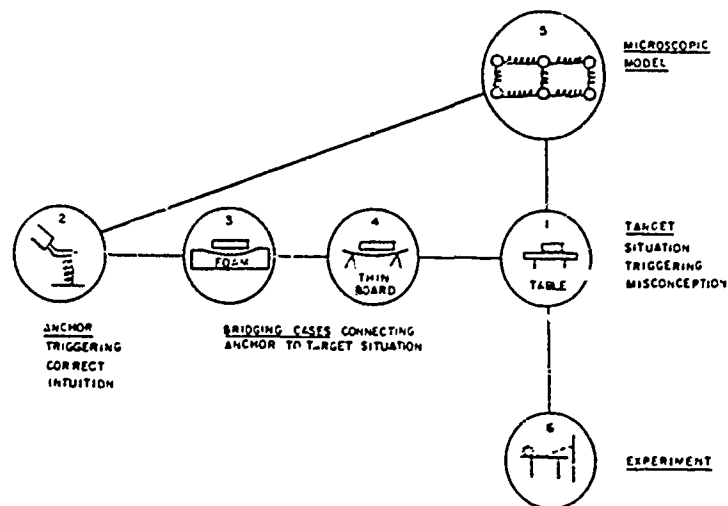 5
MICROSCOPIC
MODEL
2
3
FOAM
4
THIN
BOARD
1
TABLE
TARGET
SITUATION
TRIGGERING
MISCONCEPTION
ANCHOR
TRIGGERING
CORRECT
INTUITION
BRIDGING CASES CONNECTING
ANCHOR TO TARGET SITUATION
6
EXPERIMENT